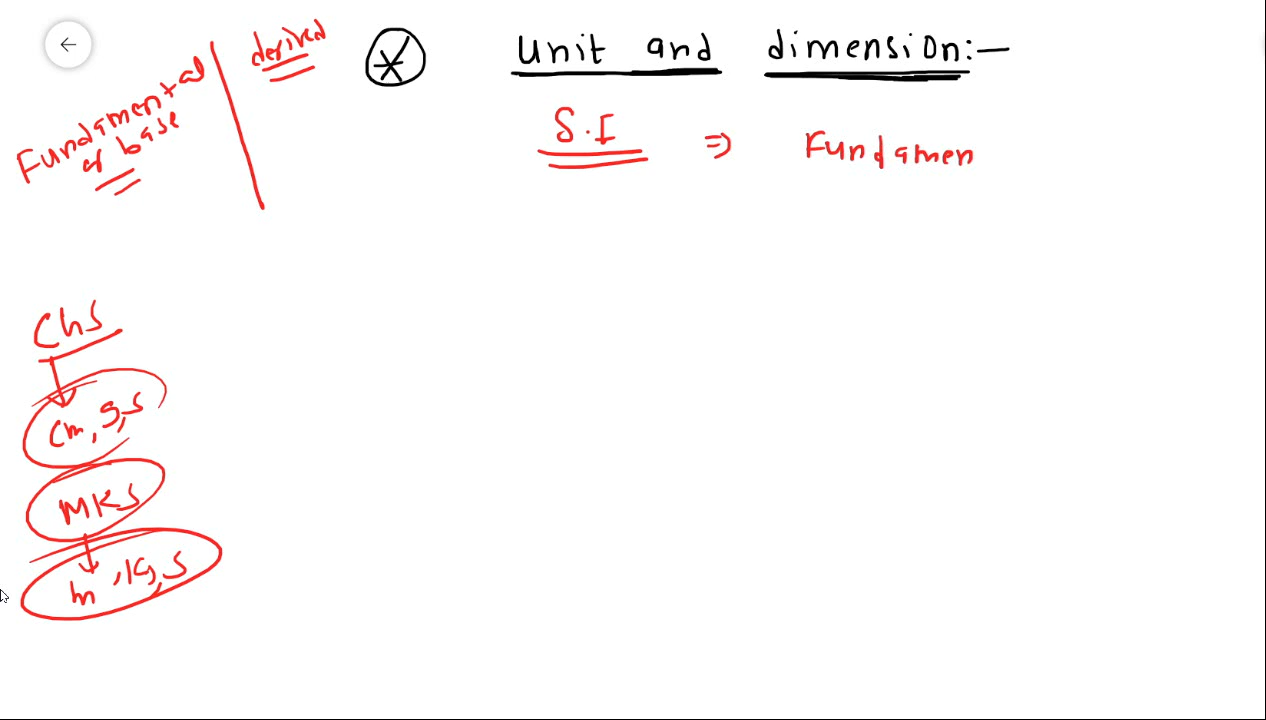 Unit and dimension:—
Fundamental | derived
or base
S.I ⇒ Fundamen
CGS
Cm, g,s
MKS
m ,kg,s